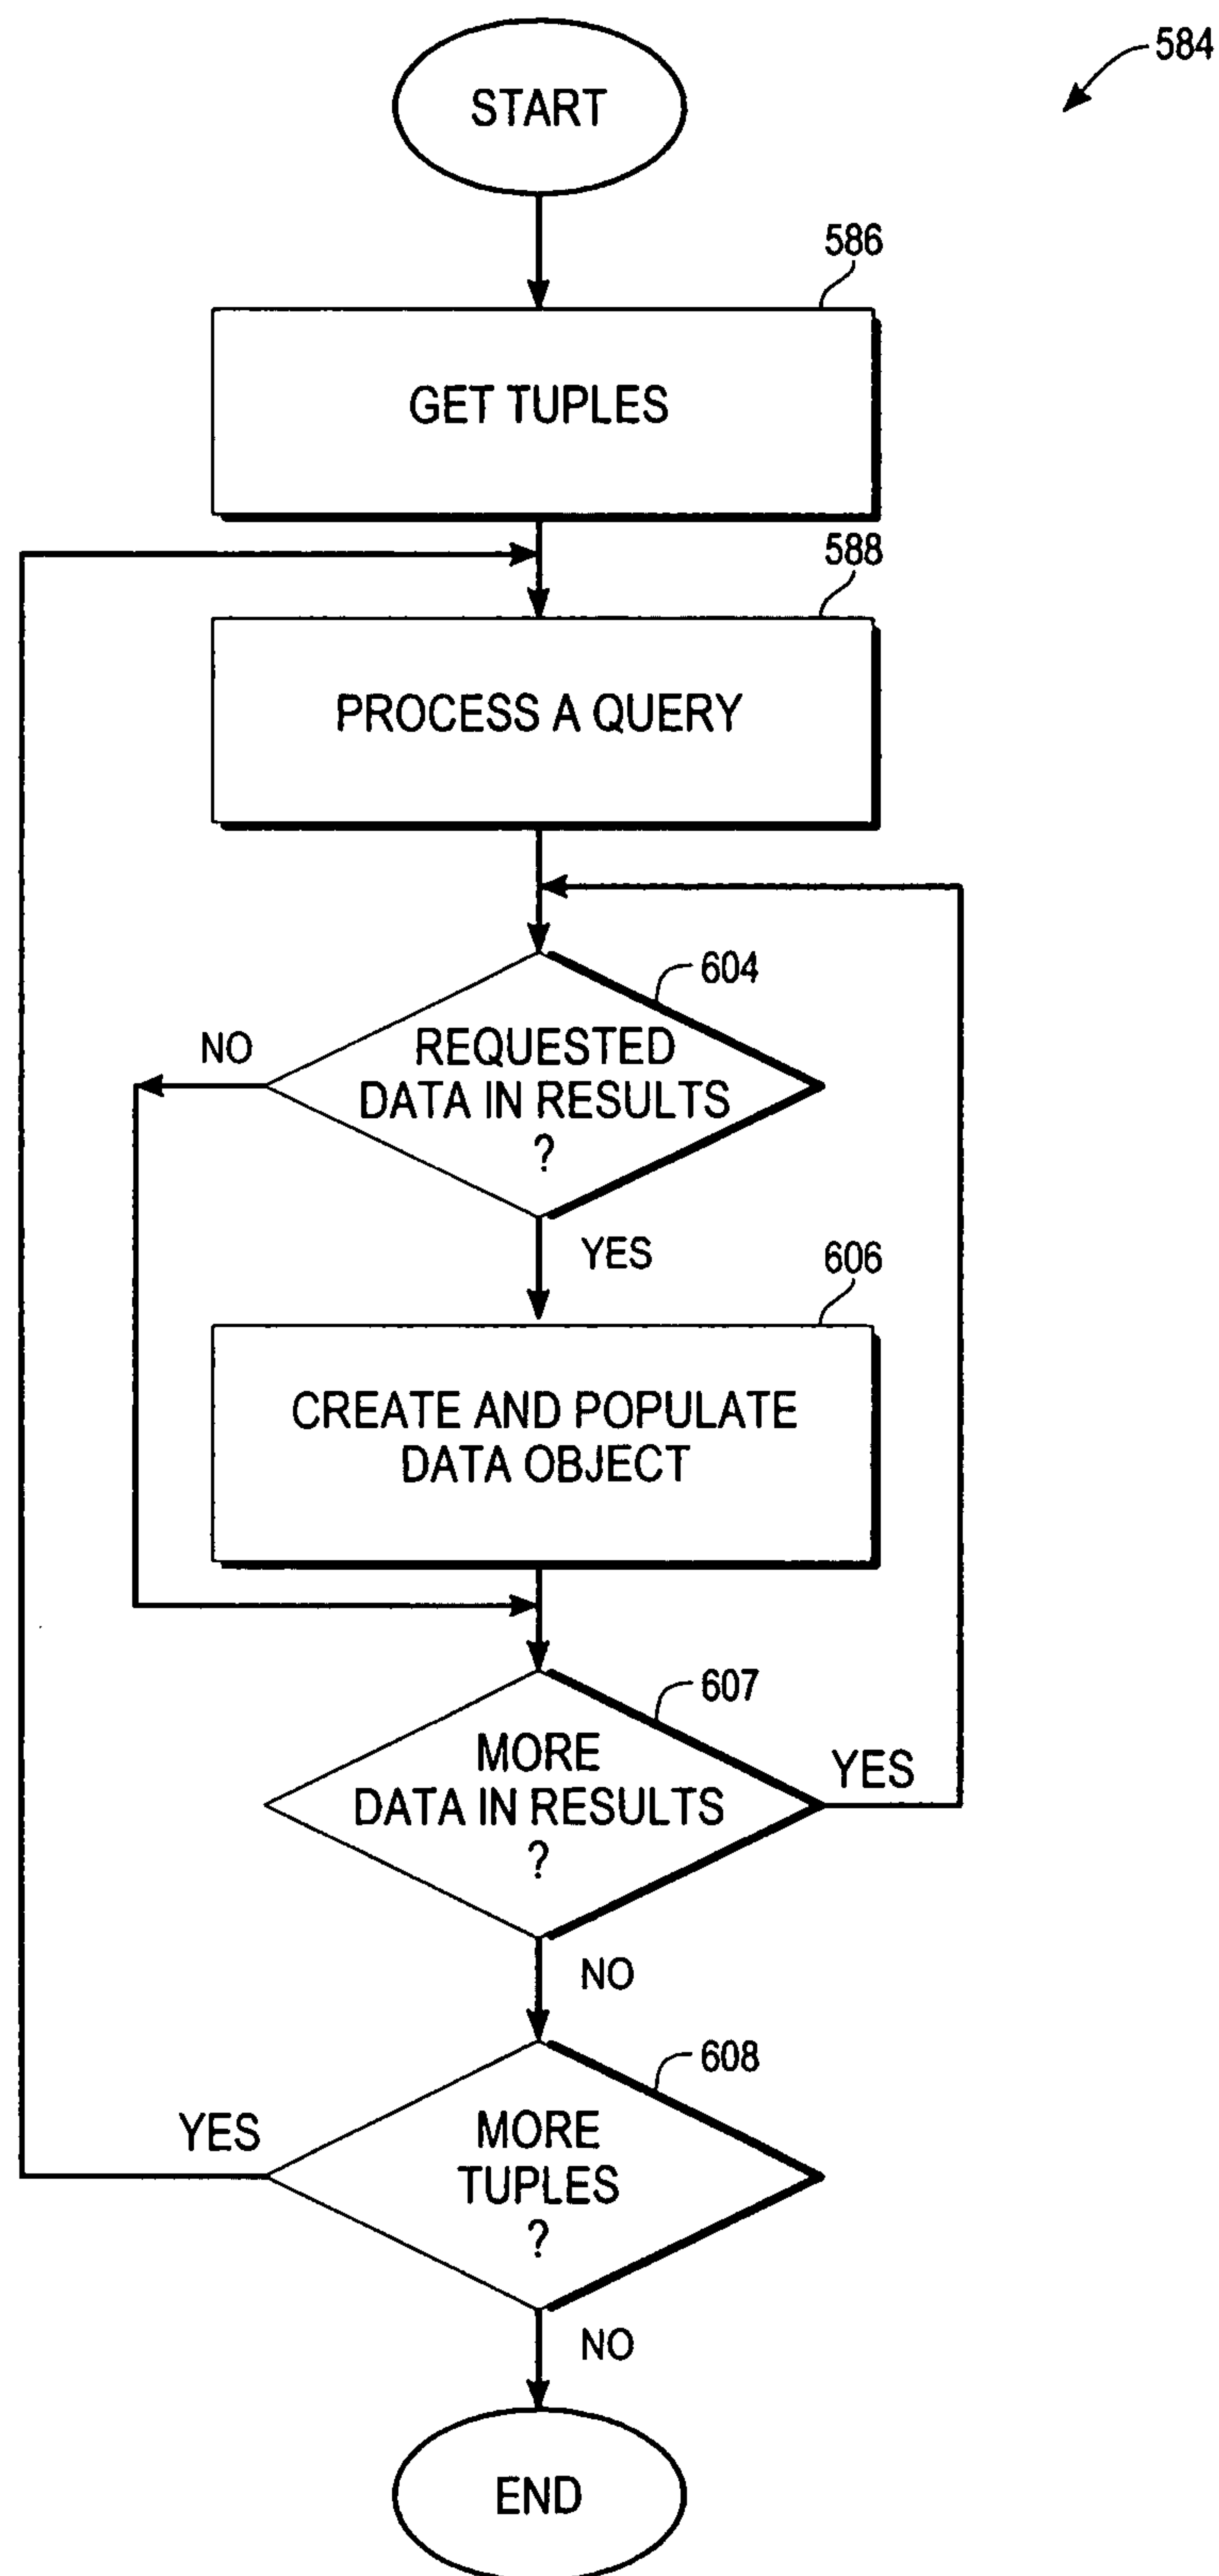 584
START
586
GET TUPLES
588
PROCESS A QUERY
604
NO
REQUESTED
DATA IN RESULTS
?
YES
606
CREATE AND POPULATE
DATA OBJECT
607
MORE
DATA IN RESULTS
?
YES
NO
608
YES
MORE
TUPLES
?
NO
END